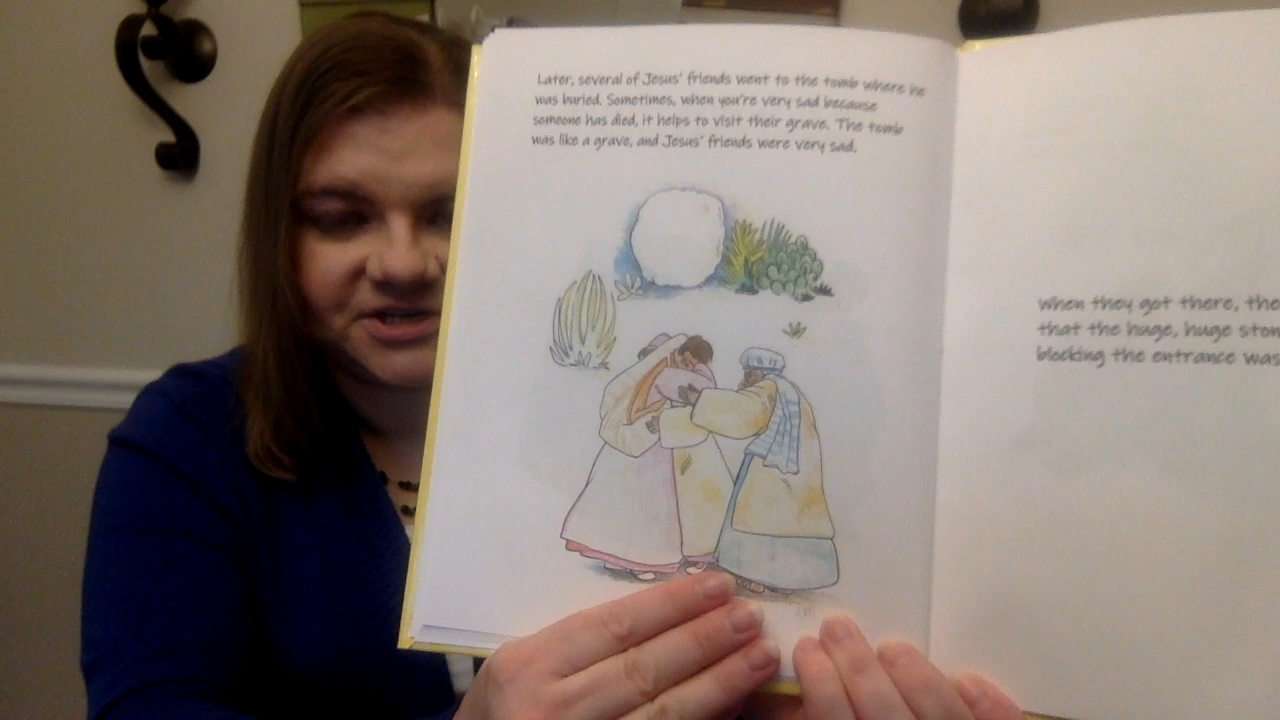 Later, several of Jesus' friends went to the tomb where he
was buried. Sometimes, when you're very sad because
someone has died, it helps to visit their grave. The tomb
was like a grave, and Jesus' friends were very sad.
when they got there, the
that the huge, huge
blocking the entrance was